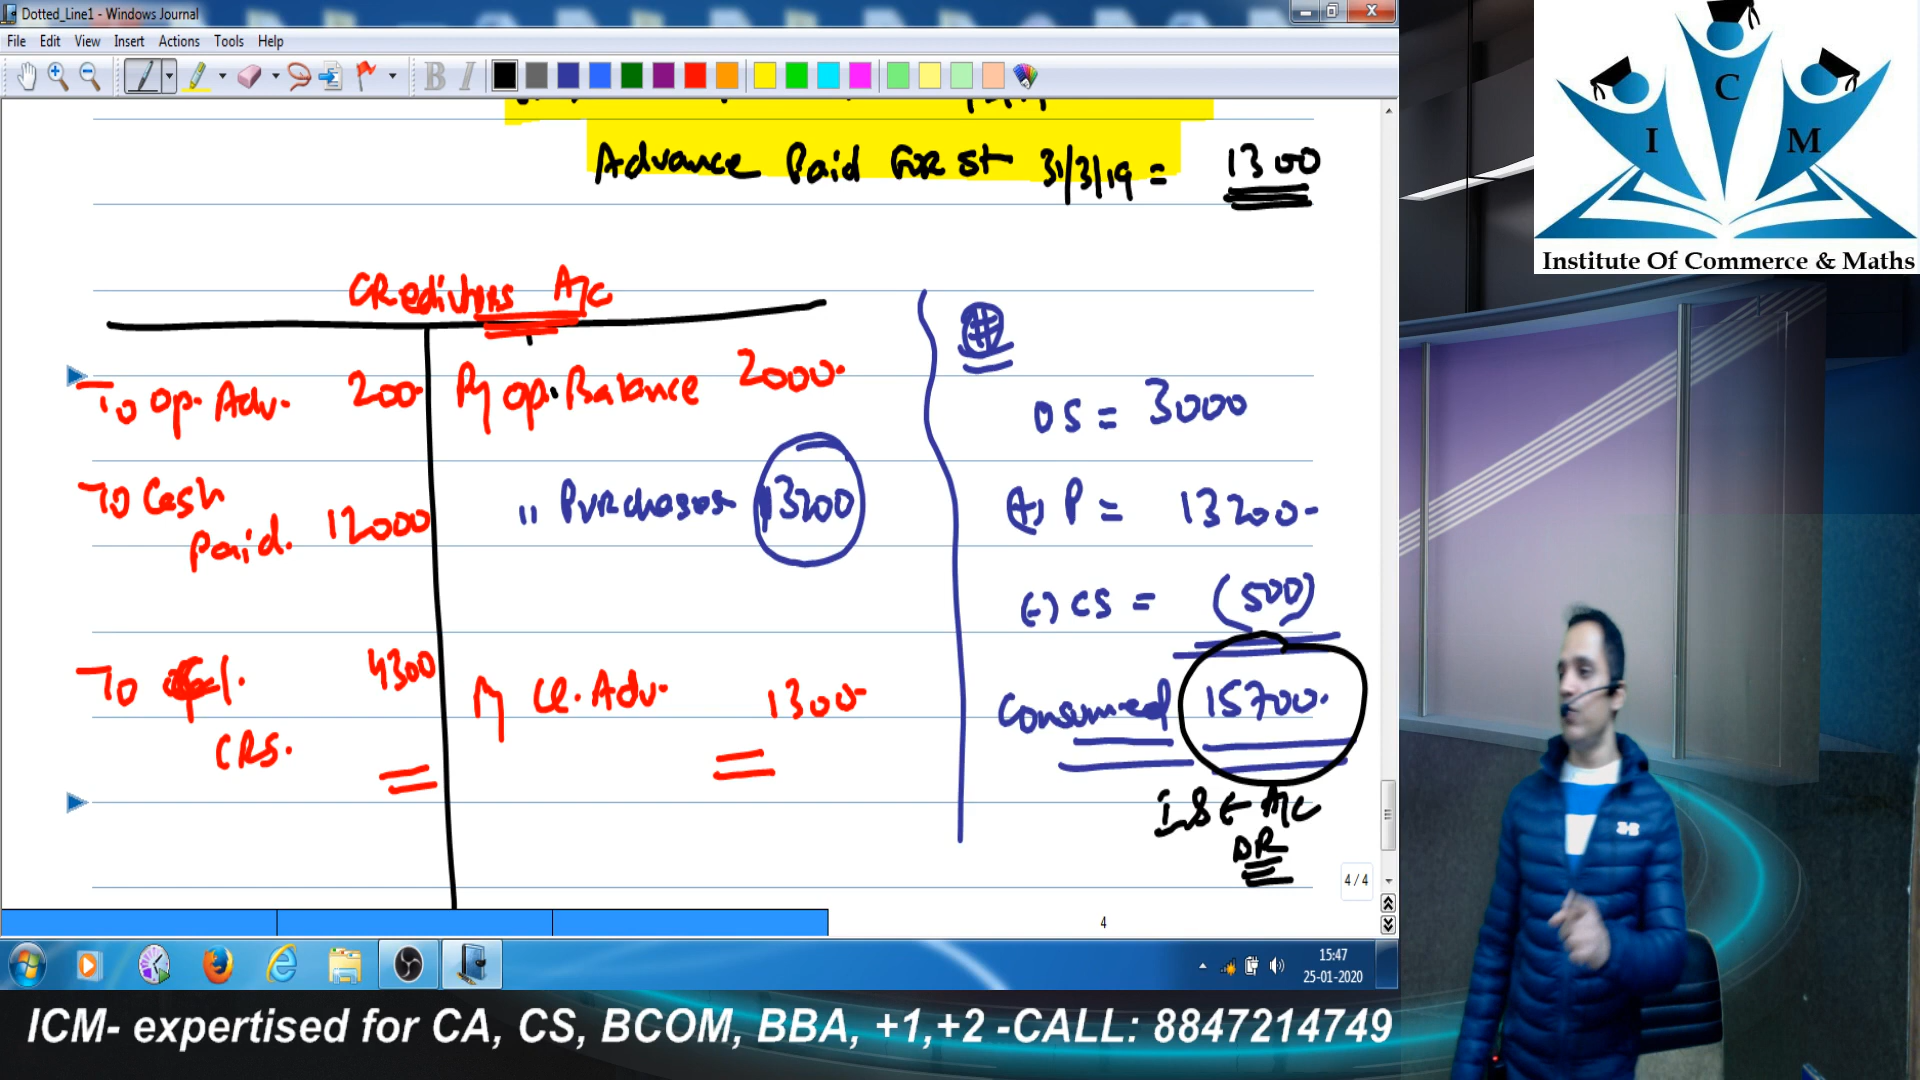 Dotted_Line1 - Windows Journal
File Edit View Insert Actions Tools Help
Advance Paid For St 31/3/19 = 1300
CReditors A/C
To Op. Adv. 200 By op. Balance 2000
To Cash Paid. 12000 " Purchases 13200
To cl. CRS. 4300 By Cl. Adv. 1300
#
OS = 3000
(+) P = 13200
(-) CS = (500)
Consumed 15700
I & E A/C
DR
4 / 4
4
15:47
25-01-2020
I C M
Institute Of Commerce & Maths
ICM- expertised for CA, CS, BCOM, BBA, +1,+2 -CALL: 8847214749